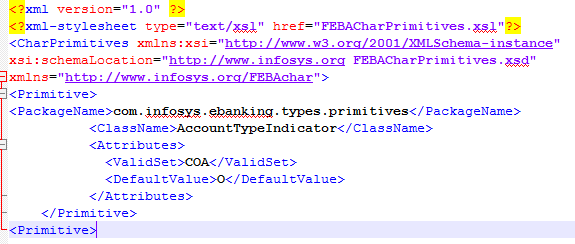 <?xml version="1.0" ?>
<?xml-stylesheet type="text/xsl" href="FEBACharPrimitives.xsl"?>
<CharPrimitives xmlns:xsi="http://www.w3.org/2001/XMLSchema-instance"
xsi:schemaLocation="http://www.infosys.org FEBACharPrimitives.xsd"
xmlns="http://www.infosys.org/FEBAchar">
<Primitive>
<PackageName>com.infosys.ebanking.types.primitives</PackageName>
<ClassName>AccountTypeIndicator</ClassName>
<Attributes>
<ValidSet>COA</ValidSet>
<DefaultValue>O</DefaultValue>
</Attributes>
</Primitive>
<Primitive>